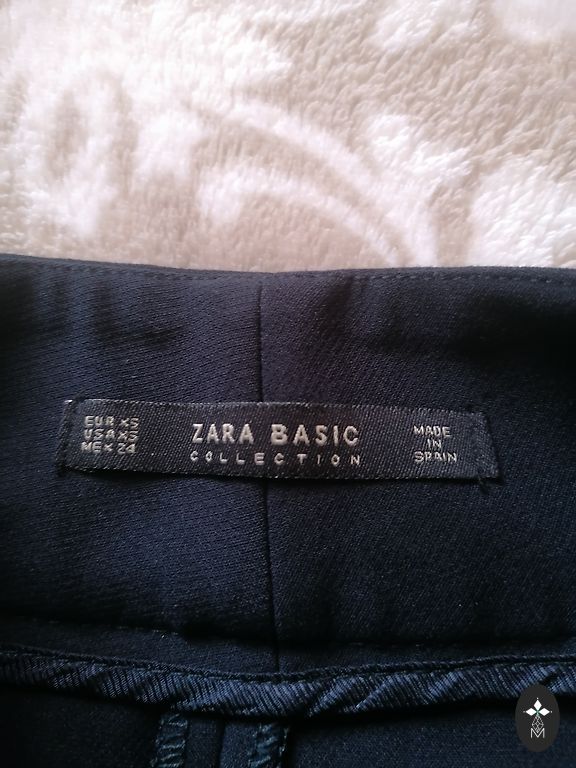 EUR XS
USA XS
MEX 24
ZARA BASIC
COLLECTION
MADE
IN
SPAIN
M